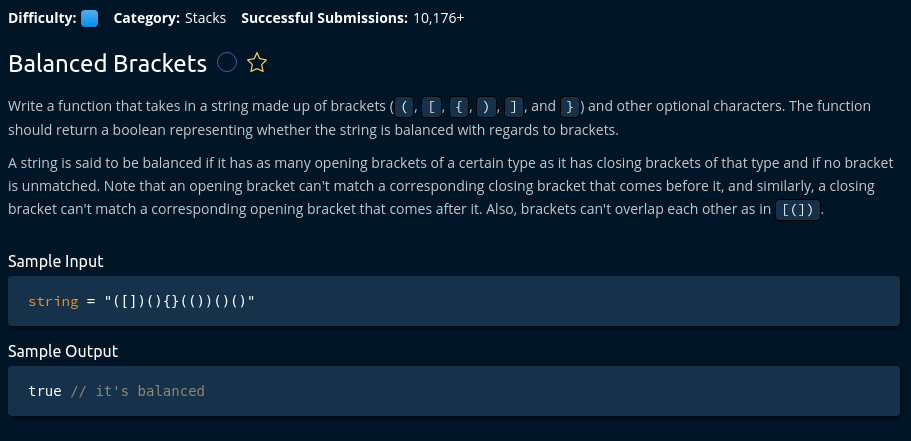 Difficulty: Category: Stacks Successful Submissions: 10,176+
Balanced Brackets
Write a function that takes in a string made up of brackets ( (, [, {, ), ], and } ) and other optional characters. The function
should return a boolean representing whether the string is balanced with regards to brackets.
A string is said to be balanced if it has as many opening brackets of a certain type as it has closing brackets of that type and if no bracket
is unmatched. Note that an opening bracket can't match a corresponding closing bracket that comes before it, and similarly, a closing
bracket can't match a corresponding opening bracket that comes after it. Also, brackets can't overlap each other as in [(]).
Sample Input
string = "([])(){}(())()()"
Sample Output
true // it's balanced